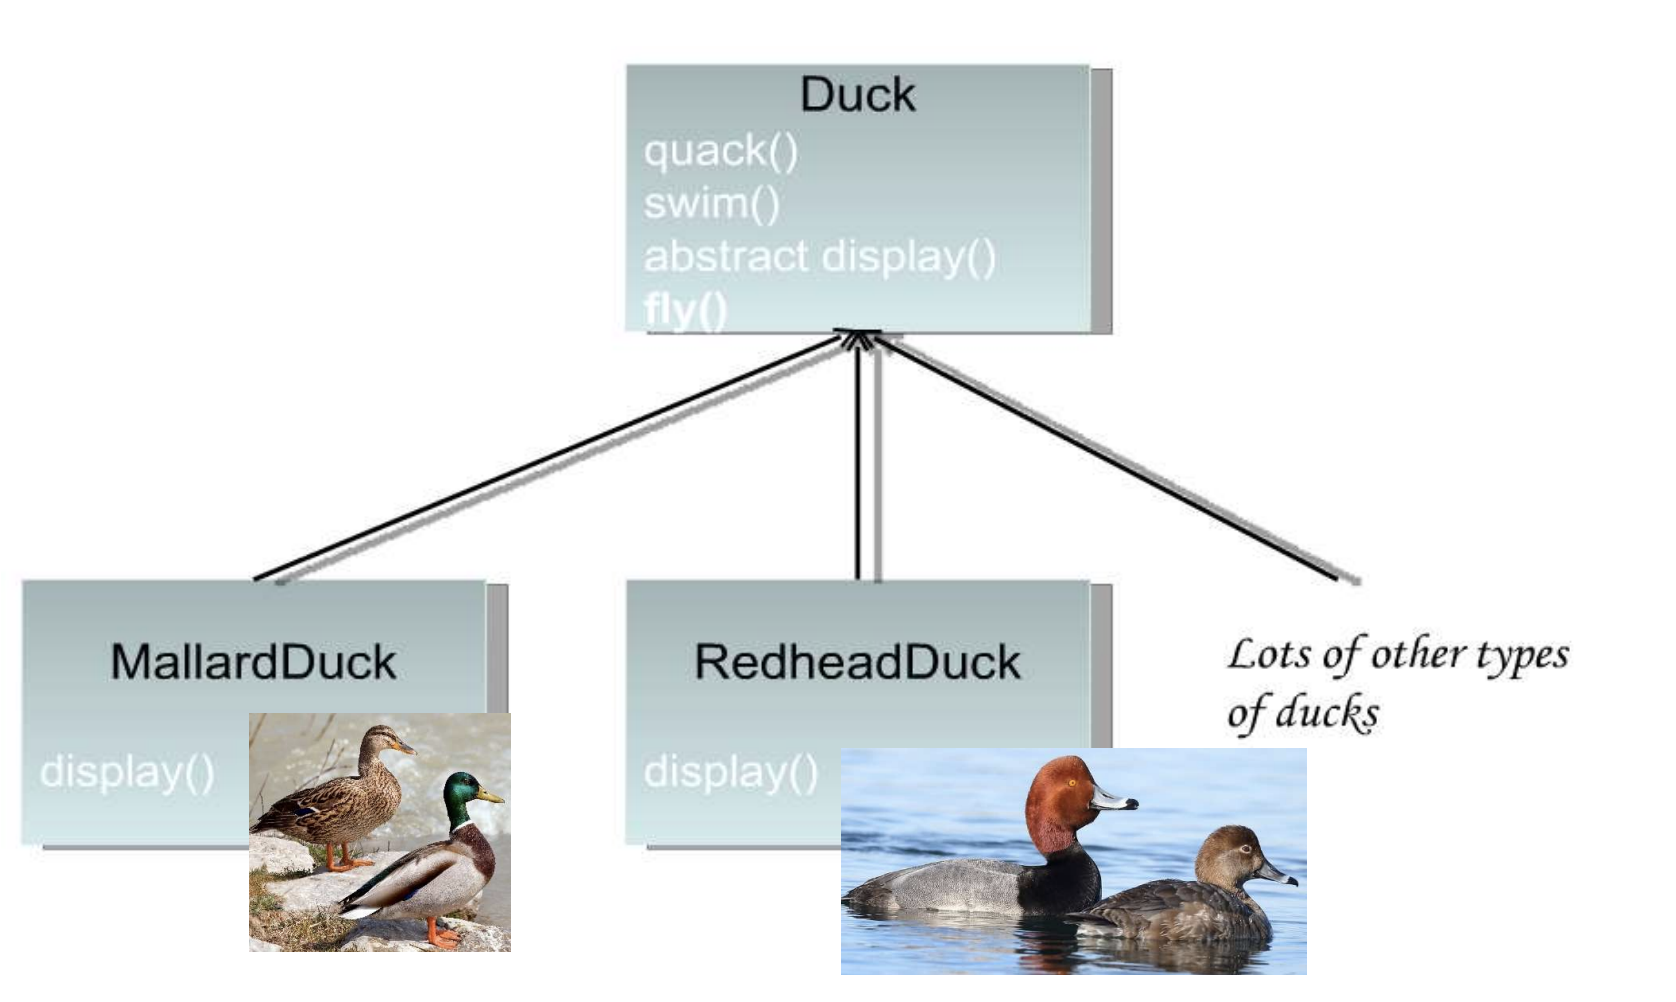 Duck
quack()
swim()
abstract display()
fly()
MallardDuck
display()
RedheadDuck
display()
Lots of other types
of ducks